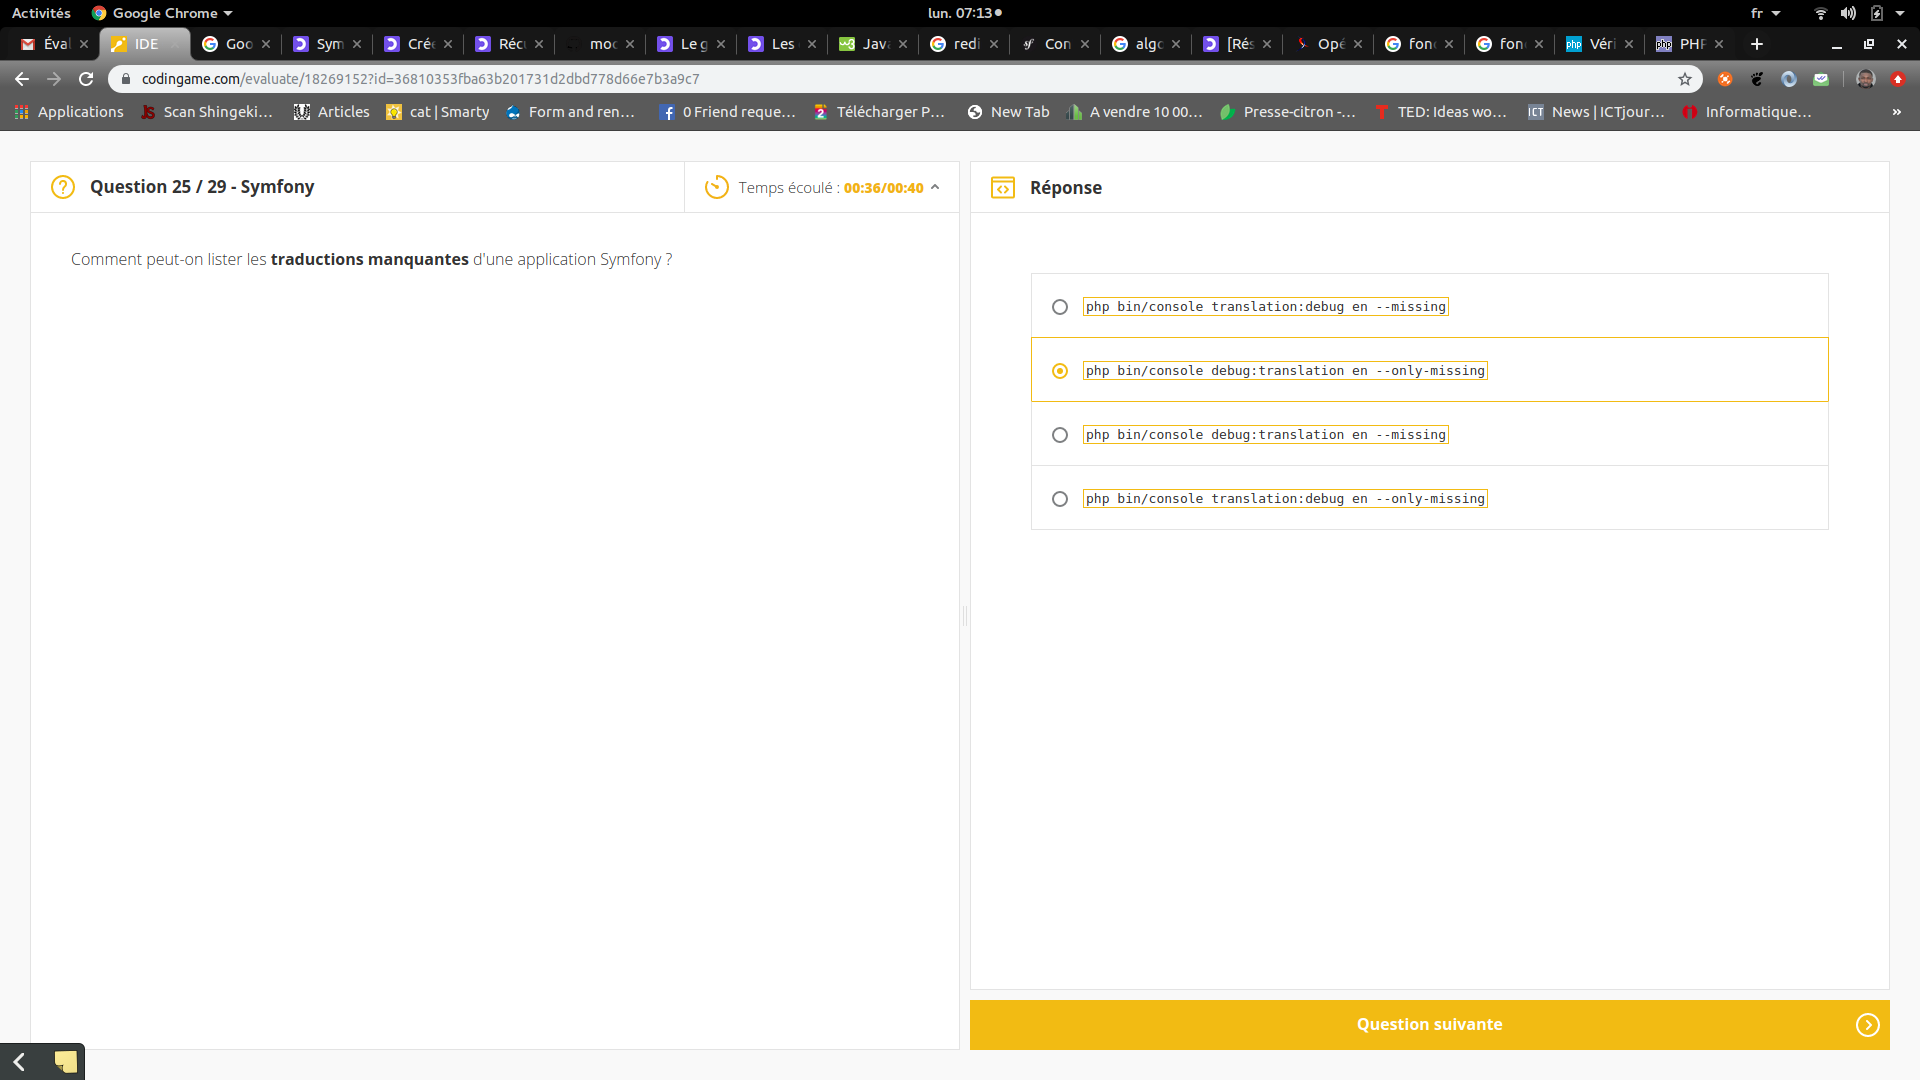 Activités Google Chrome lun. 07:13 fr
Éval IDE Goo Sym Crée Récu moc Le g Les Java redi Con algo [Rés Opé fon fon Véri PHP
codingame.com/evaluate/18269152?id=36810353fba63b201731d2dbd778d66e7b3a9c7
Applications Scan Shingeki... Articles cat | Smarty Form and ren... 0 Friend reque... Télécharger P... New Tab A vendre 10 00... Presse-citron -... TED: Ideas wo... News | ICTjour... Informatique... »
Question 25 / 29 - Symfony
Temps écoulé : 00:36/00:40
Comment peut-on lister les traductions manquantes d'une application Symfony ?
Réponse
php bin/console translation:debug en --missing
php bin/console debug:translation en --only-missing
php bin/console debug:translation en --missing
php bin/console translation:debug en --only-missing
Question suivante